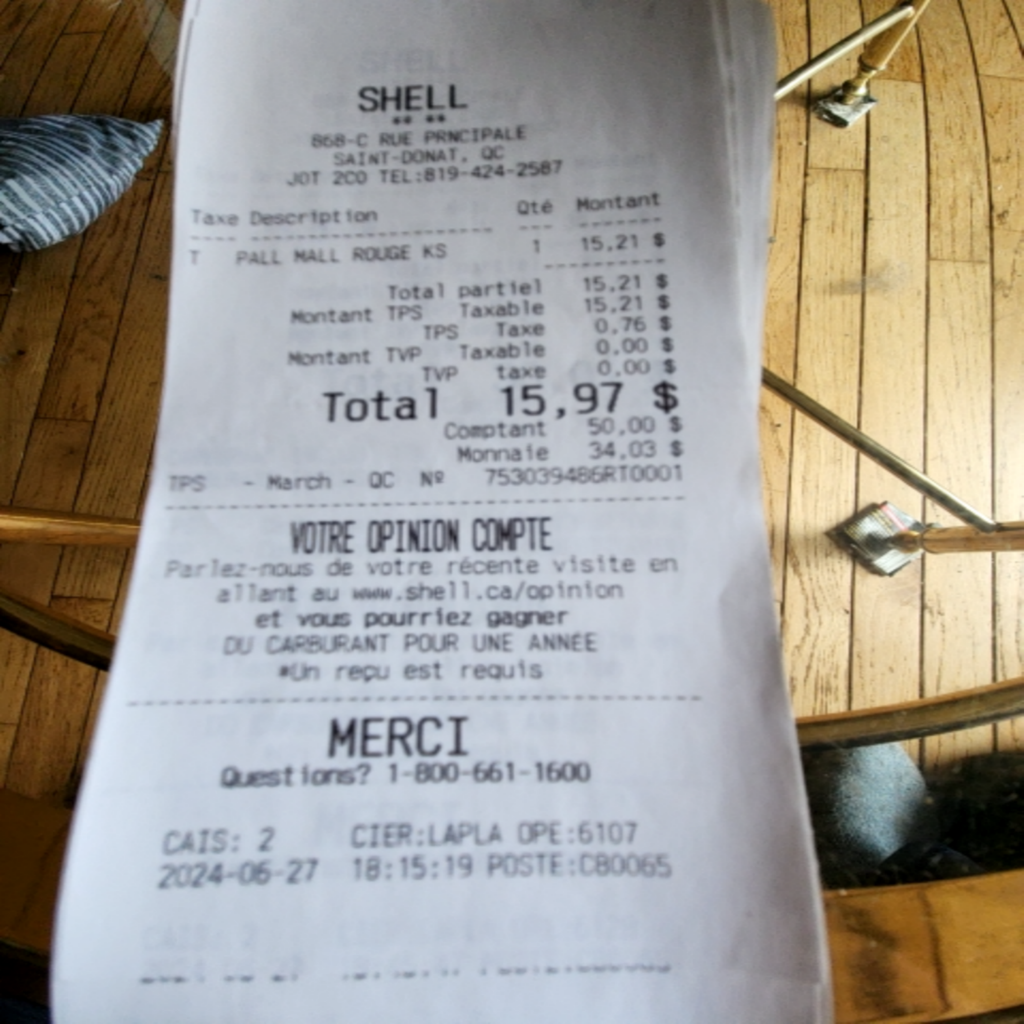 SHELL
** **
868-C RUE PRNCIPALE
SAINT-DONAT, QC
JOT 2C0 TEL:819-424-2587
Taxe Description Qté Montant
---- -------------------- --- -------
T PALL MALL ROUGE KS 1 15,21 $
----------
Total partiel 15,21 $
Montant TPS Taxable 15,21 $
TPS Taxe 0,76 $
Montant TVP Taxable 0,00 $
TVP taxe 0,00 $
Total 15,97 $
Comptant 50,00 $
Monnaie 34,03 $
TPS - March - QC Nº 753039486RT0001
VOTRE OPINION COMPTE
Parlez-nous de votre récente visite en
allant au www.shell.ca/opinion
et vous pourriez gagner
DU CARBURANT POUR UNE ANNÉE
*Un reçu est requis
MERCI
Questions? 1-800-661-1600
CAIS: 2 CIER:LAPLA OPE:6107
2024-06-27 18:15:19 POSTE:C80065